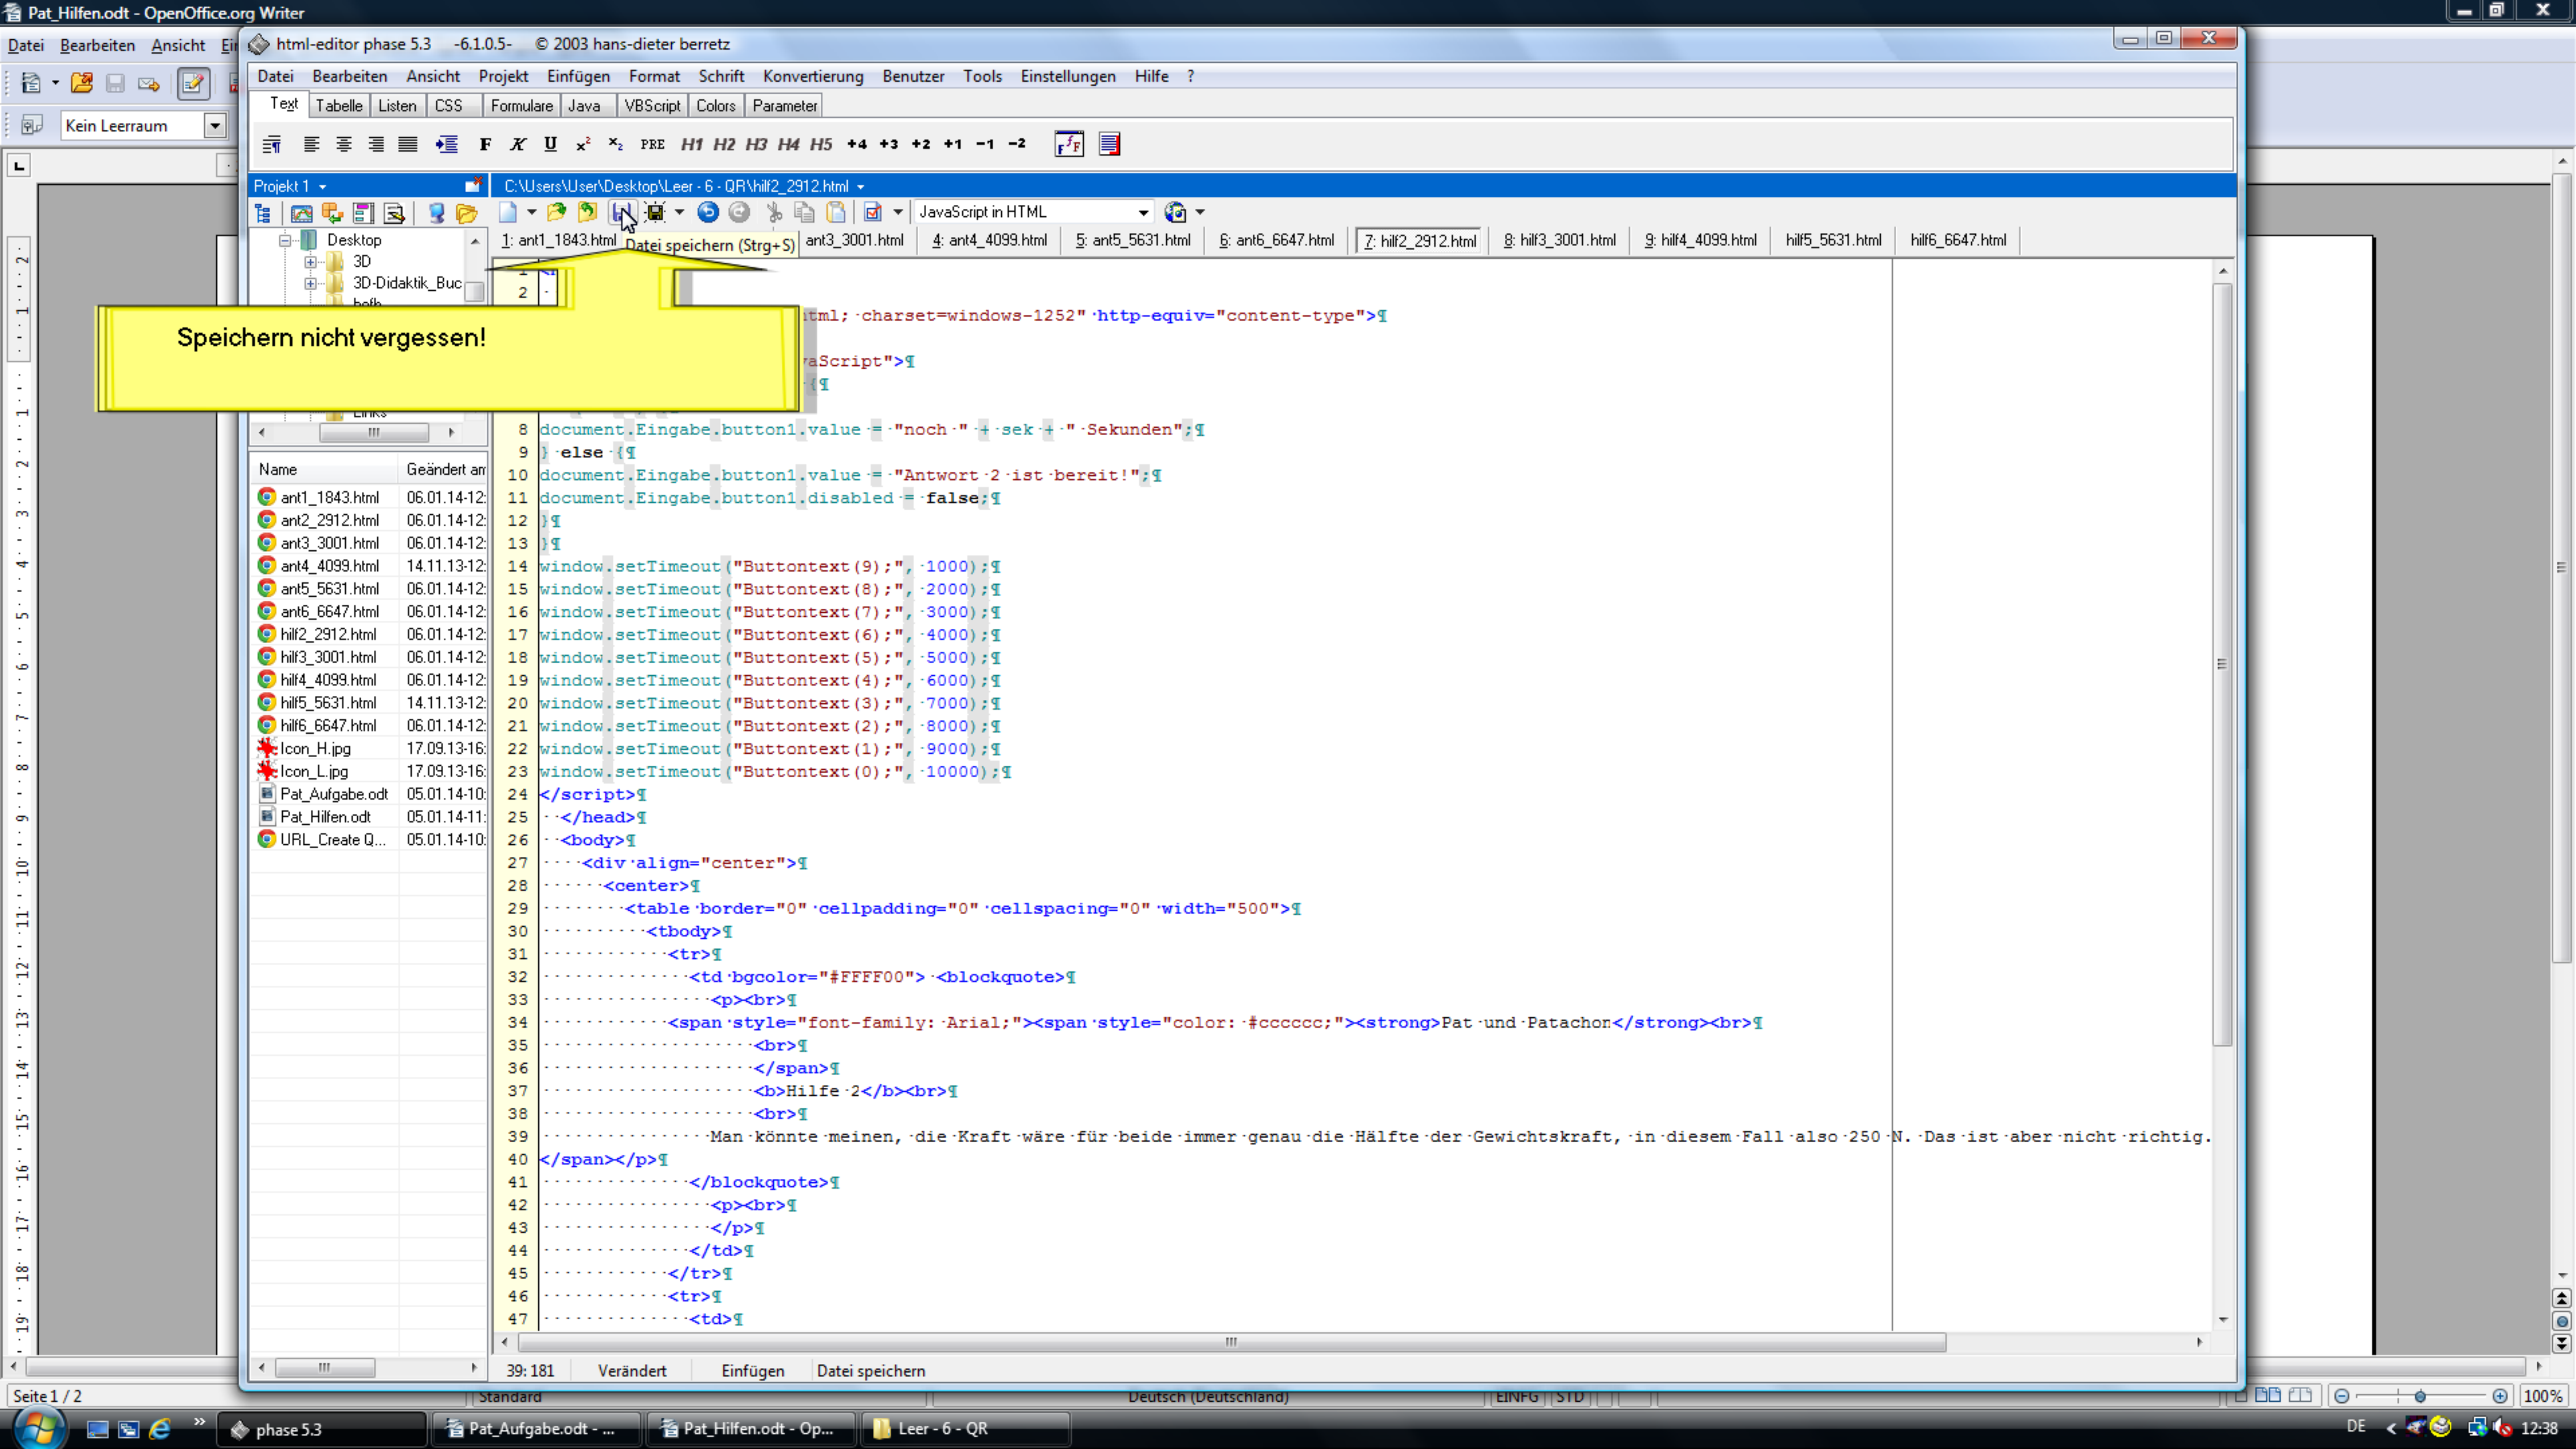 Pat_Hilfen.odt - OpenOffice.org Writer
Datei Bearbeiten Ansicht
html-editor phase 5.3 -6.1.0.5- © 2003 hans-dieter berretz
Datei Bearbeiten Ansicht Projekt Einfügen Format Schrift Konvertierung Benutzer Tools Einstellungen Hilfe ?
Text Tabelle Listen CSS Formulare Java VBScript Colors Parameter
Kein Leerraum
F K U x² x₂ PRE H1 H2 H3 H4 H5 +4 +3 +2 +1 -1 -2
Projekt 1
C:\Users\User\Desktop\Leer - 6 - QR\hilf2_2912.html
JavaScript in HTML
1: ant1_1843.html ant3_3001.html 4: ant4_4099.html 5: ant5_5631.html 6: ant6_6647.html 7: hilf2_2912.html 8: hilf3_3001.html 9: hilf4_4099.html hilf5_5631.html hilf6_6647.html
Datei speichern (Strg+S)
Desktop
3D
3D-Didaktik_Buc
Speichern nicht vergessen!
Links
Name Geändert am
ant1_1843.html 06.01.14-12:
ant2_2912.html 06.01.14-12:
ant3_3001.html 06.01.14-12:
ant4_4099.html 14.11.13-12:
ant5_5631.html 06.01.14-12:
ant6_6647.html 06.01.14-12:
hilf2_2912.html 06.01.14-12:
hilf3_3001.html 06.01.14-12:
hilf4_4099.html 06.01.14-12:
hilf5_5631.html 14.11.13-12:
hilf6_6647.html 06.01.14-12:
Icon_H.jpg 17.09.13-16:
Icon_L.jpg 17.09.13-16:
Pat_Aufgabe.odt 05.01.14-10:
Pat_Hilfen.odt 05.01.14-11:
URL_Create Q... 05.01.14-10:
1
2
tml; charset=windows-1252" http-equiv="content-type">¶
aScript">¶
{¶
8 document.Eingabe.button1.value = "noch " + sek + " Sekunden";¶
9 } else {¶
10 document.Eingabe.button1.value = "Antwort 2 ist bereit!";¶
11 document.Eingabe.button1.disabled = false;¶
12 }¶
13 }¶
14 window.setTimeout("Buttontext(9);", 1000);¶
15 window.setTimeout("Buttontext(8);", 2000);¶
16 window.setTimeout("Buttontext(7);", 3000);¶
17 window.setTimeout("Buttontext(6);", 4000);¶
18 window.setTimeout("Buttontext(5);", 5000);¶
19 window.setTimeout("Buttontext(4);", 6000);¶
20 window.setTimeout("Buttontext(3);", 7000);¶
21 window.setTimeout("Buttontext(2);", 8000);¶
22 window.setTimeout("Buttontext(1);", 9000);¶
23 window.setTimeout("Buttontext(0);", 10000);¶
24 </script>¶
25 </head>¶
26 <body>¶
27 <div align="center">¶
28 <center>¶
29 <table border="0" cellpadding="0" cellspacing="0" width="500">¶
30 <tbody>¶
31 <tr>¶
32 <td bgcolor="#FFFF00"> <blockquote>¶
33 <p><br>¶
34 <span style="font-family: Arial;"><span style="color: #cccccc;"><strong>Pat und Patachon</strong><br>¶
35 <br>¶
36 </span>¶
37 <b>Hilfe 2</b><br>¶
38 <br>¶
39 Man könnte meinen, die Kraft wäre für beide immer genau die Hälfte der Gewichtskraft, in diesem Fall also 250 N. Das ist aber nicht richtig.
40 </span></p>¶
41 </blockquote>¶
42 <p><br>¶
43 </p>¶
44 </td>¶
45 </tr>¶
46 <tr>¶
47 <td>¶
39: 181 Verändert Einfügen Datei speichern
Seite 1 / 2 Standard Deutsch (Deutschland) EINFG STD 100%
phase 5.3 Pat_Aufgabe.odt - ... Pat_Hilfen.odt - Op... Leer - 6 - QR DE 12:38